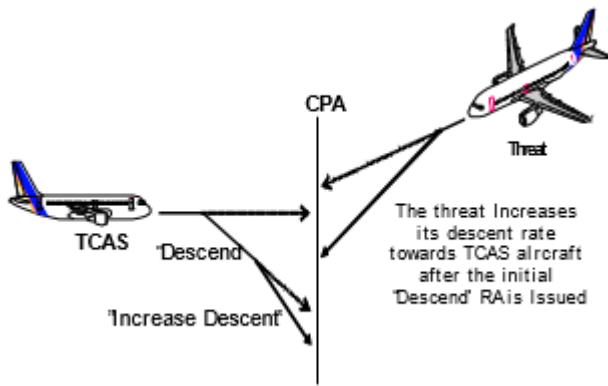 CPA
Threat
TCAS
"Descend
"Increase Descent"
The threat Increases
its descent rate
towards TCAS aircraft
after the initial
"Descend" RA is Issued